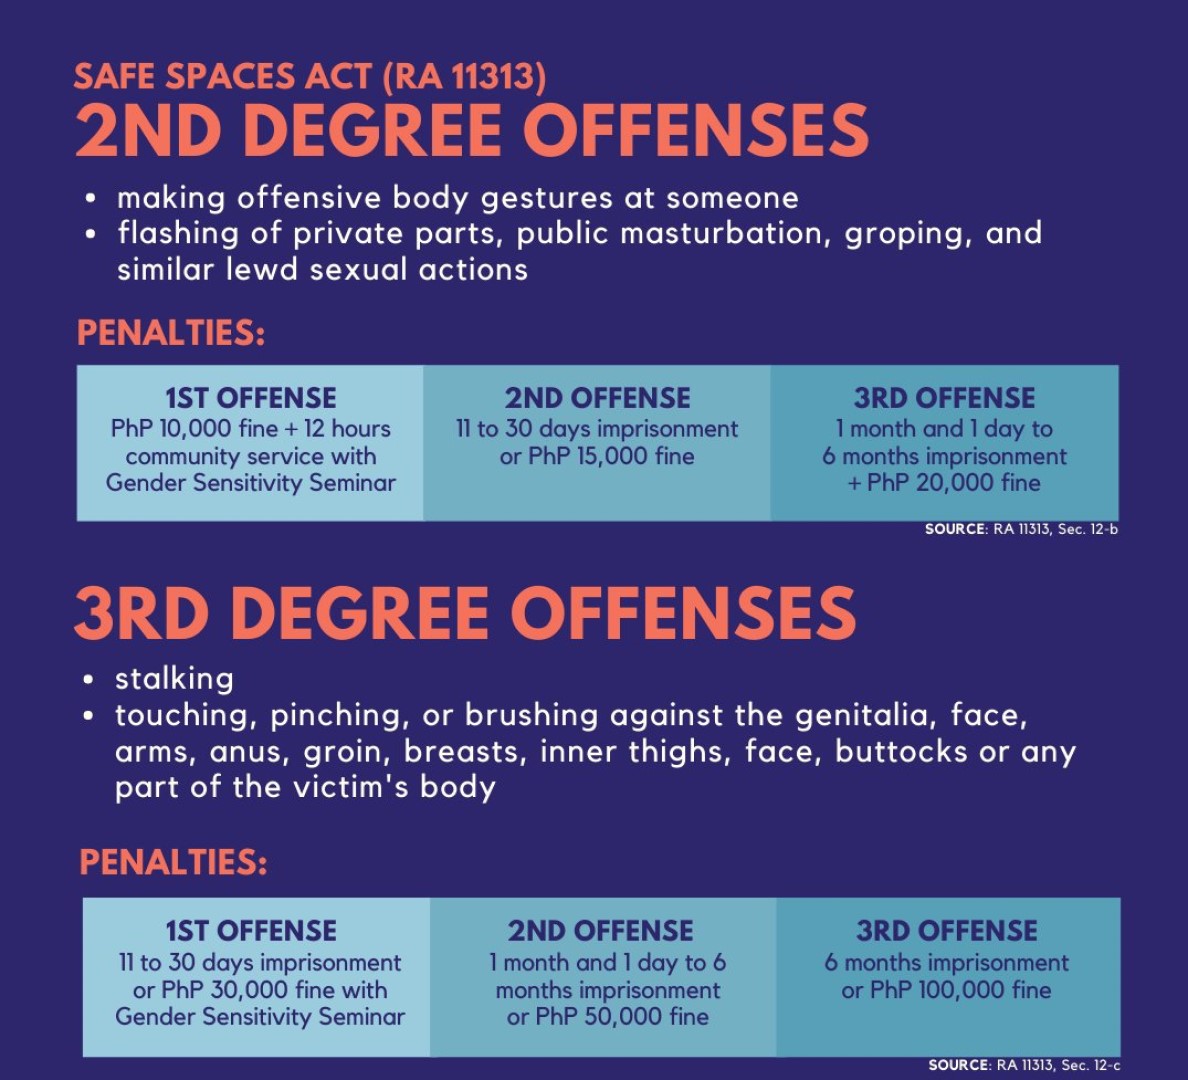 SAFE SPACES ACT (RA 11313)
2ND DEGREE OFFENSES
• making offensive body gestures at someone
• flashing of private parts, public masturbation, groping, and
similar lewd sexual actions
PENALTIES:
1ST OFFENSE
PhP 10,000 fine + 12 hours
community service with
Gender Sensitivity Seminar
2ND OFFENSE
11 to 30 days imprisonment
or PhP 15,000 fine
3RD OFFENSE
1 month and 1 day to
6 months imprisonment
+ PhP 20,000 fine
SOURCE: RA 11313, Sec. 12-b
3RD DEGREE OFFENSES
• stalking
• touching, pinching, or brushing against the genitalia, face,
arms, anus, groin, breasts, inner thighs, face, buttocks or any
part of the victim's body
PENALTIES:
1ST OFFENSE
11 to 30 days imprisonment
or PhP 30,000 fine with
Gender Sensitivity Seminar
2ND OFFENSE
1 month and 1 day to 6
months imprisonment
or PhP 50,000 fine
3RD OFFENSE
6 months imprisonment
or PhP 100,000 fine
SOURCE: RA 11313, Sec. 12-c